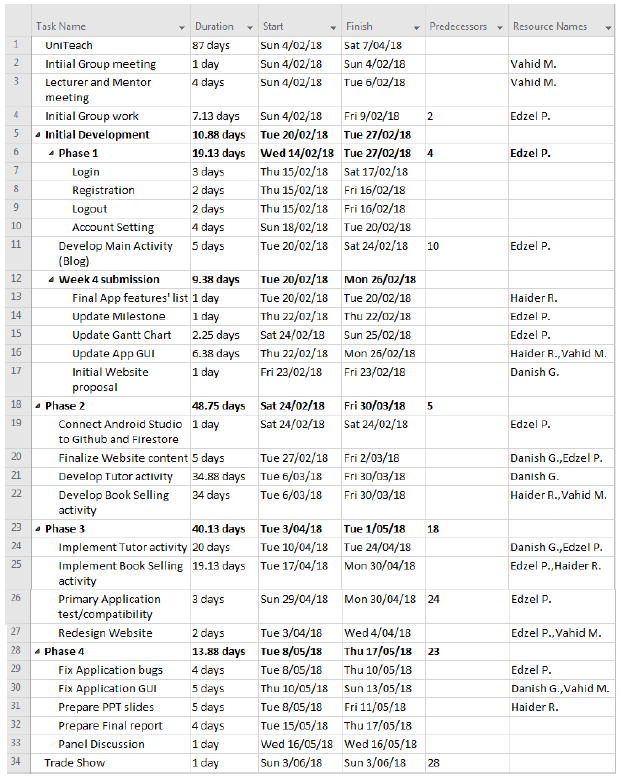 Task Name Duration Start Finish Predecessors Resource Names
1 UniTeach 87 days Sun 4/02/18 Sat 7/04/18
2 Intiial Group meeting 1 day Sun 4/02/18 Sun 4/02/18 Vahid M.
3 Lecturer and Mentor 4 days Sun 4/02/18 Tue 6/02/18 Vahid M.
meeting
4 Initial Group work 7.13 days Sun 4/02/18 Fri 9/02/18 2 Edzel P.
5 Initial Development 10.88 days Tue 20/02/18 Tue 27/02/18
6 Phase 1 19.13 days Wed 14/02/18 Tue 27/02/18 4 Edzel P.
7 Login 3 days Thu 15/02/18 Sat 17/02/18
8 Registration 2 days Thu 15/02/18 Fri 16/02/18
9 Logout 2 days Thu 15/02/18 Fri 16/02/18
10 Account Setting 4 days Sun 18/02/18 Tue 20/02/18
11 Develop Main Activity 5 days Tue 20/02/18 Sat 24/02/18 10 Edzel P.
(Blog)
12 Week 4 submission 9.38 days Tue 20/02/18 Mon 26/02/18
13 Final App features' list 1 day Tue 20/02/18 Tue 20/02/18 Haider R.
14 Update Milestone 1 day Thu 22/02/18 Thu 22/02/18 Edzel P.
15 Update Gantt Chart 2.25 days Sat 24/02/18 Sun 25/02/18 Edzel P.
16 Update App GUI 6.38 days Thu 22/02/18 Mon 26/02/18 Haider R.,Vahid M.
17 Initial Website 1 day Fri 23/02/18 Fri 23/02/18 Danish G.
proposal
18 Phase 2 48.75 days Sat 24/02/18 Fri 30/03/18 5
19 Connect Android Studio 1 day Sat 24/02/18 Sat 24/02/18 Edzel P.
to Github and Firestore
20 Finalize Website content 5 days Tue 27/02/18 Fri 2/03/18 Danish G.,Edzel P.
21 Develop Tutor activity 34.88 days Tue 6/03/18 Fri 30/03/18 Danish G.
22 Develop Book Selling 34 days Tue 6/03/18 Fri 30/03/18 Haider R.,Vahid M.
activity
23 Phase 3 40.13 days Tue 3/04/18 Tue 1/05/18 18
24 Implement Tutor activity 20 days Tue 10/04/18 Tue 24/04/18 Danish G.,Edzel P.
25 Implement Book Selling 19.13 days Tue 17/04/18 Mon 30/04/18 Edzel P.,Haider R.
activity
26 Primary Application 3 days Sun 29/04/18 Mon 30/04/18 24 Edzel P.
test/compatibility
27 Redesign Website 2 days Tue 3/04/18 Wed 4/04/18 Edzel P.,Vahid M.
28 Phase 4 13.88 days Tue 8/05/18 Thu 17/05/18 23
29 Fix Application bugs 4 days Tue 8/05/18 Thu 10/05/18 Edzel P.
30 Fix Application GUI 5 days Thu 10/05/18 Sun 13/05/18 Danish G.,Vahid M.
31 Prepare PPT slides 5 days Tue 8/05/18 Fri 11/05/18 Haider R.
32 Prepare Final report 4 days Tue 15/05/18 Thu 17/05/18
33 Panel Discussion 1 day Wed 16/05/18 Wed 16/05/18
34 Trade Show 1 day Sun 3/06/18 Sun 3/06/18 28